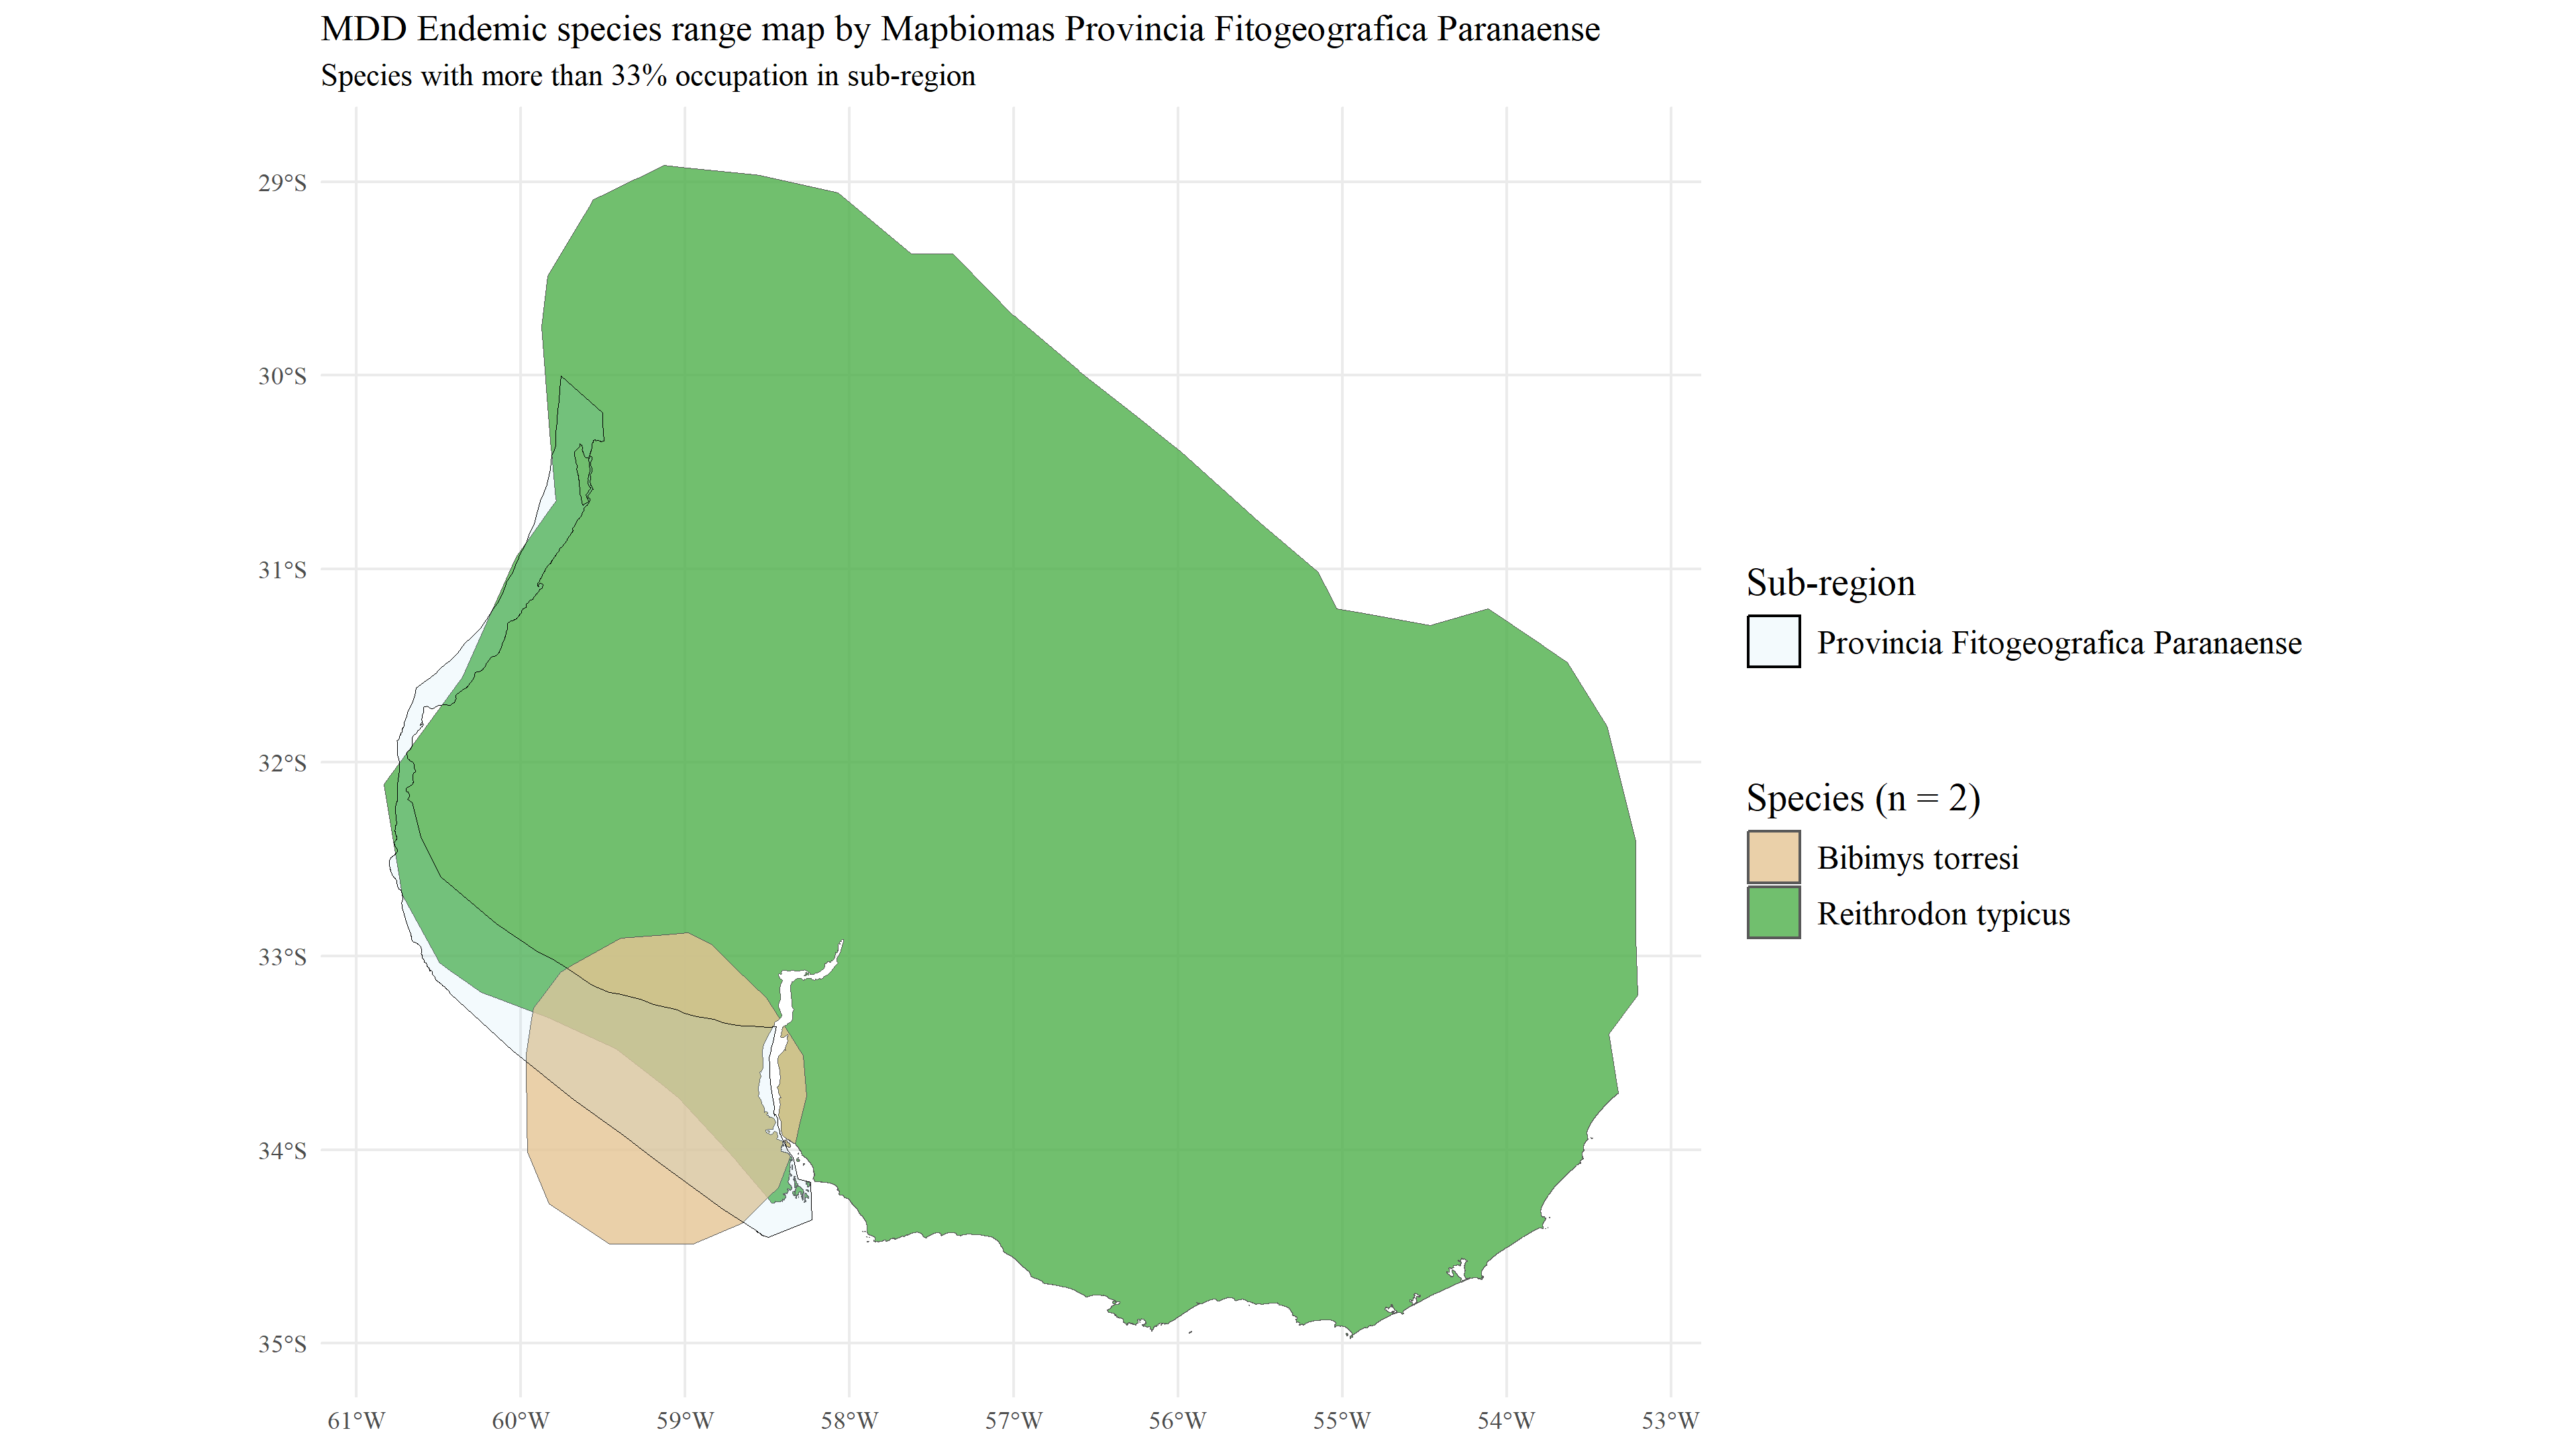 MDD Endemic species range map by Mapbiomas Provincia Fitogeografica Paranaense
Species with more than 33% occupation in sub-region
29°S
30°S
31°S
32°S
33°S
34°S
35°S
61°W
60°W
59°W
58°W
57°W
56°W
55°W
54°W
53°W
Sub-region
Provincia Fitogeografica Paranaense
Species (n = 2)
Bibimys torresi
Reithrodon typicus